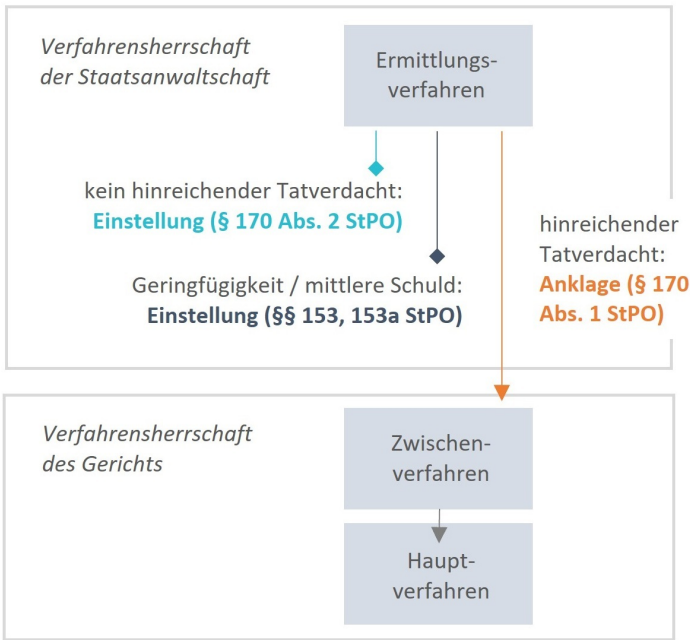 Verfahrensherrschaft
der Staatsanwaltschaft
Ermittlungs-
verfahren
kein hinreichender Tatverdacht:
Einstellung (§ 170 Abs. 2 StPO)
Geringfügigkeit / mittlere Schuld:
Einstellung (§§ 153, 153a StPO)
hinreichender
Tatverdacht:
Anklage (§ 170
Abs. 1 StPO)
Verfahrensherrschaft
des Gerichts
Zwischen-
verfahren
Haupt-
verfahren